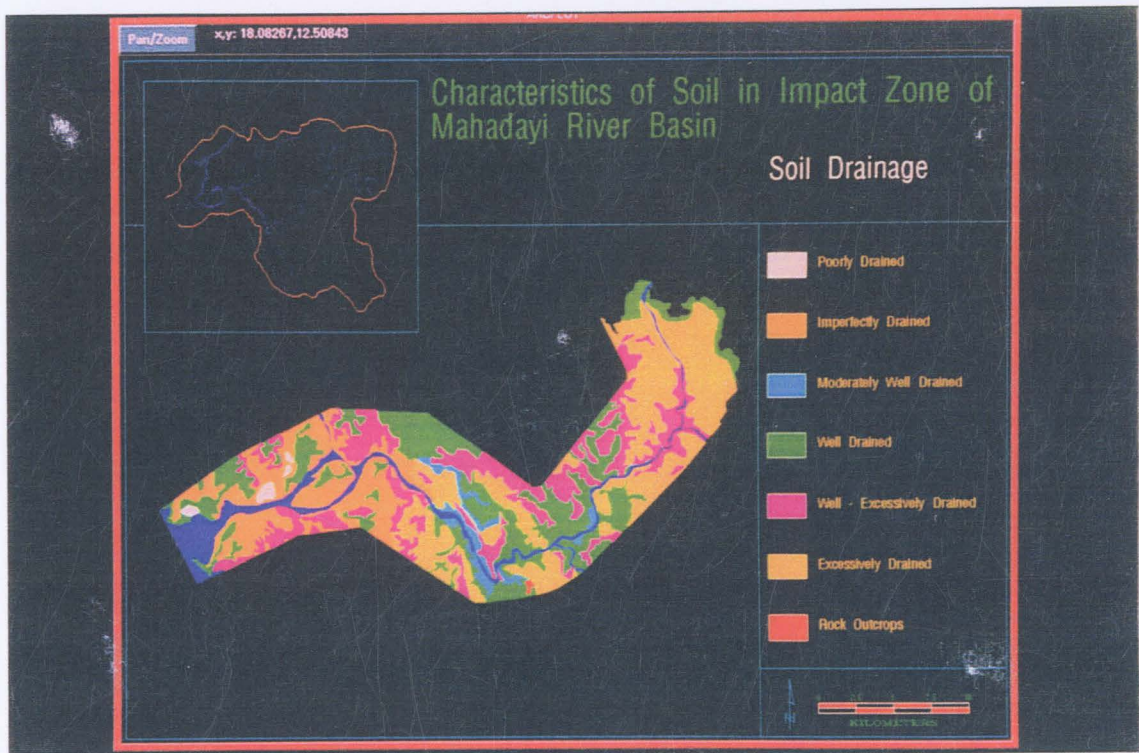 Pan/Zoom
x,y: 18.08267,12.50843
Characteristics of Soil in Impact Zone of
Mahadayi River Basin
Soil Drainage
Poorly Drained
Imperfectly Drained
Moderately Well Drained
Well Drained
Well - Excessively Drained
Excessively Drained
Rock Outcrops
N
KILOMETERS